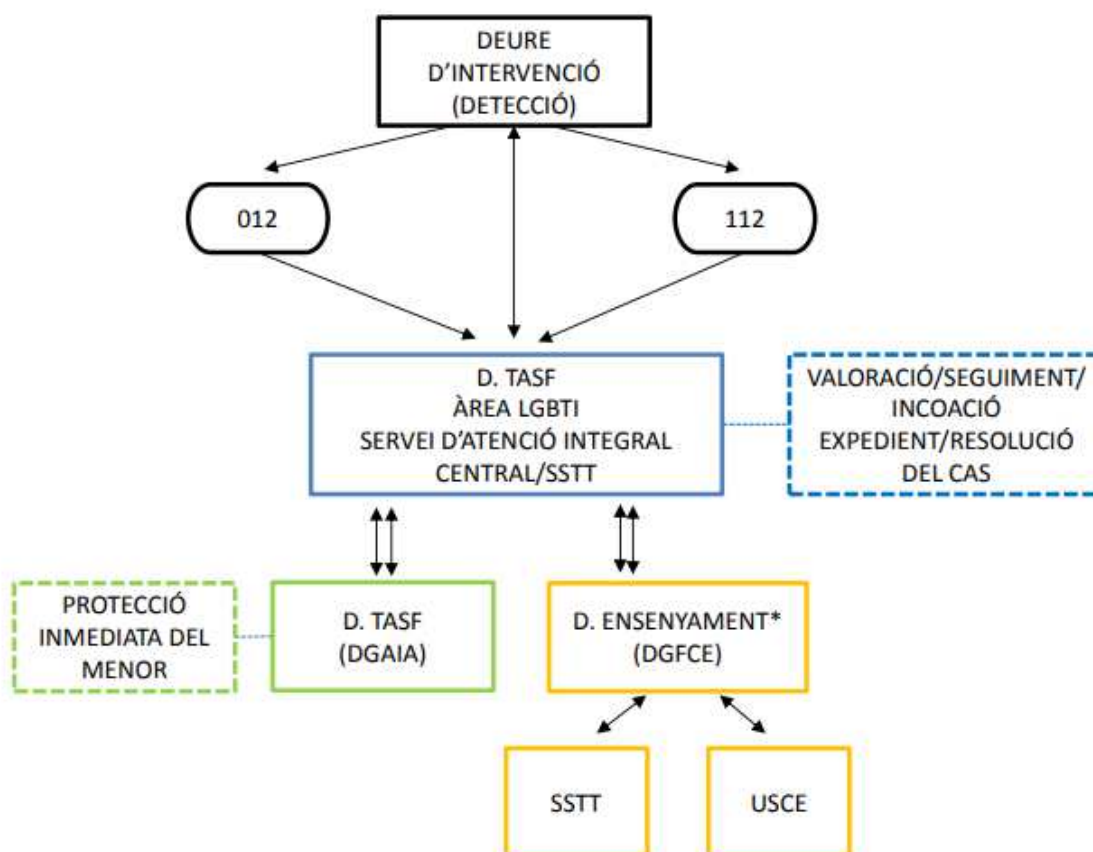 DEURE
D’INTERVENCIÓ
(DETECCIÓ)
012
112
D. TASF
ÀREA LGBTI
SERVEI D’ATENCIÓ INTEGRAL
CENTRAL/SSTT
VALORACIÓ/SEGUIMENT/
INCOACIÓ
EXPEDIENT/RESOLUCIÓ
DEL CAS
PROTECCIÓ
INMEDIATA DEL
MENOR
D. TASF
(DGAIA)
D. ENSENYAMENT*
(DGFCE)
SSTT
USCE